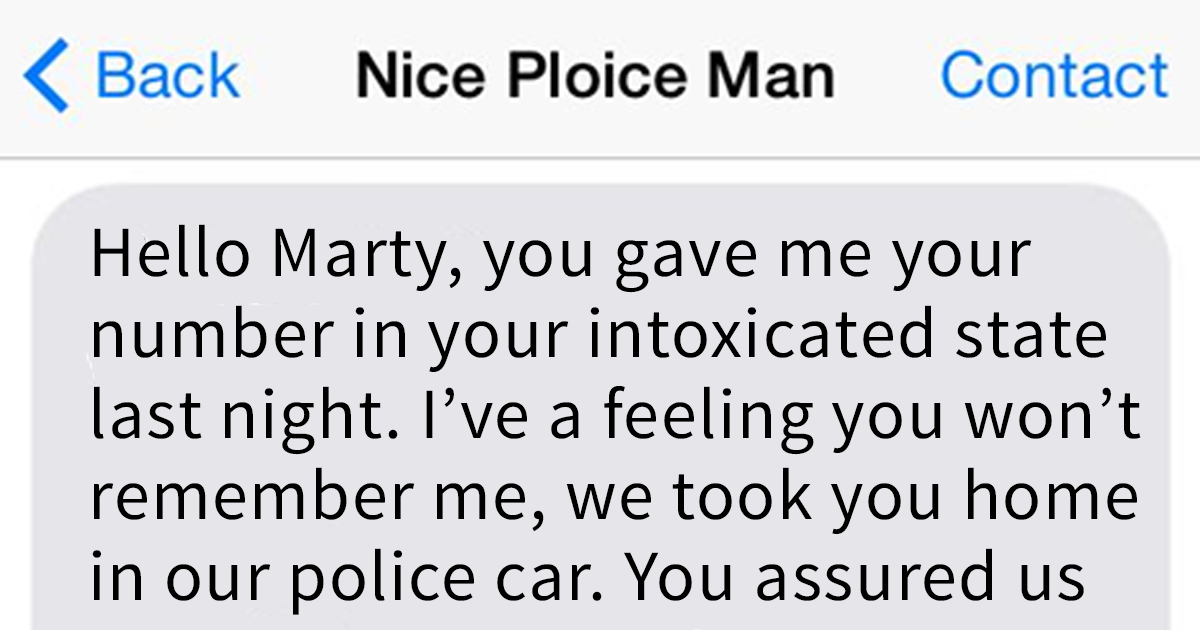 Back Nice Ploice Man Contact
Hello Marty, you gave me your
number in your intoxicated state
last night. I’ve a feeling you won’t
remember me, we took you home
in our police car. You assured us